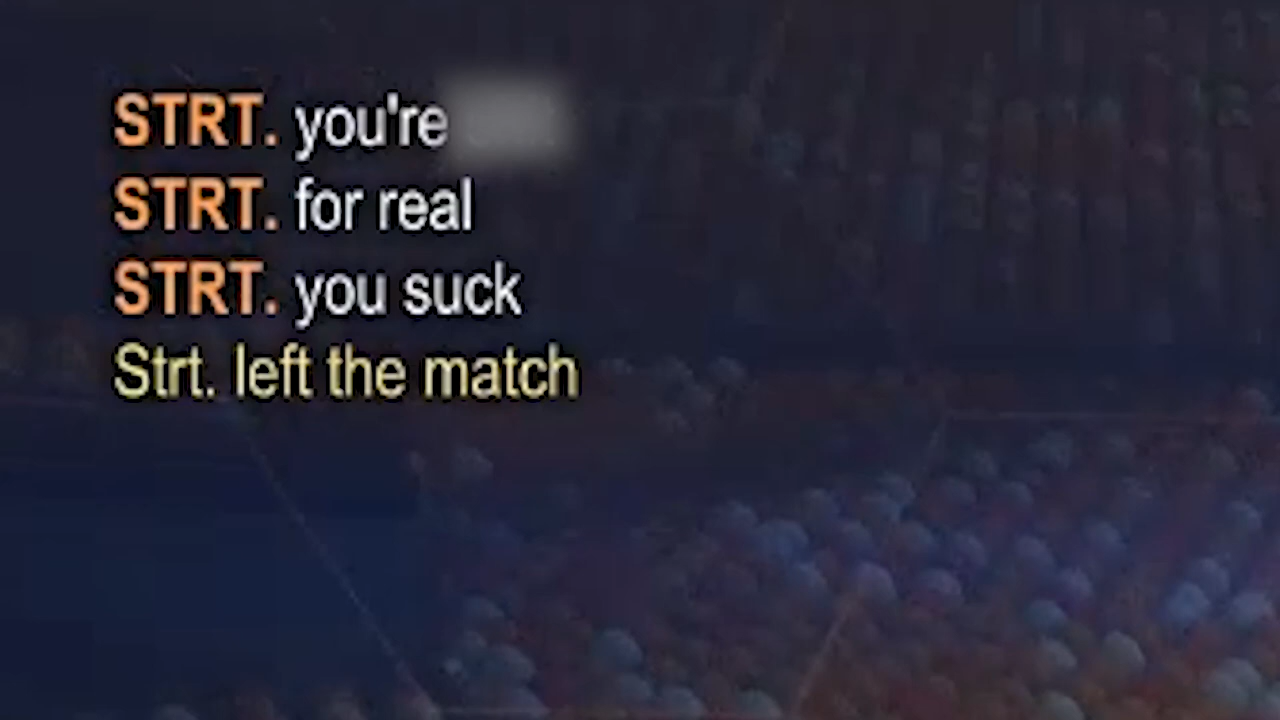 STRT. you're
STRT. for real
STRT. you suck
Strt. left the match